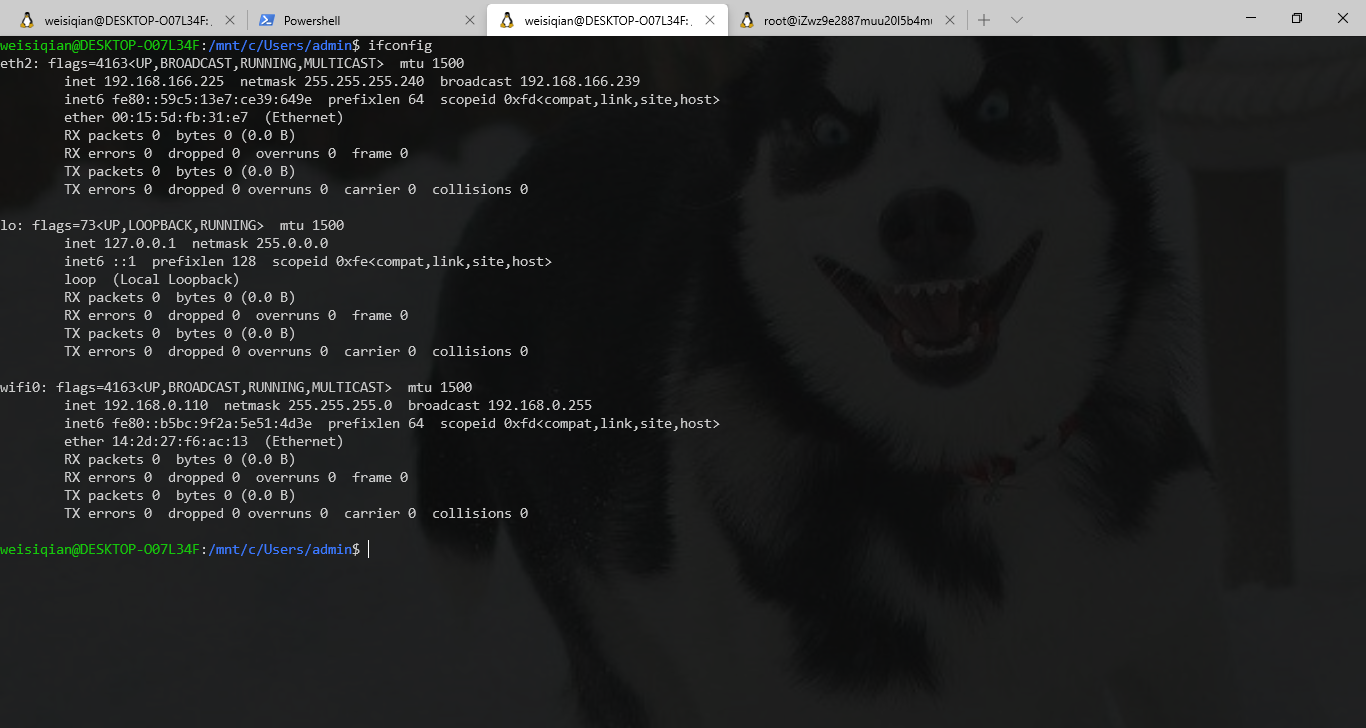 weisiqian@DESKTOP-O07L34F: Powershell weisiqian@DESKTOP-O07L34F:
weisiqian@DESKTOP-O07L34F:/mnt/c/Users/admin$ ifconfig
eth2: flags=4163<UP,BROADCAST,RUNNING,MULTICAST>  mtu 1500
        inet 192.168.166.225  netmask 255.255.255.240  broadcast 192.168.166.239
        inet6 fe80::59c5:13e7:ce39:649e  prefixlen 64  scopeid 0xfd<compat,link,site,host>
        ether 00:15:5d:fb:31:e7  (Ethernet)
        RX packets 0  bytes 0 (0.0 B)
        RX errors 0  dropped 0  overruns 0  frame 0
        TX packets 0  bytes 0 (0.0 B)
        TX errors 0  dropped 0 overruns 0  carrier 0  collisions 0
lo: flags=73<UP,LOOPBACK,RUNNING>  mtu 1500
        inet 127.0.0.1  netmask 255.0.0.0
        inet6 ::1  prefixlen 128  scopeid 0xfe<compat,link,site,host>
        loop  (Local Loopback)
        RX packets 0  bytes 0 (0.0 B)
        RX errors 0  dropped 0  overruns 0  frame 0
        TX packets 0  bytes 0 (0.0 B)
        TX errors 0  dropped 0 overruns 0  carrier 0  collisions 0
wifi0: flags=4163<UP,BROADCAST,RUNNING,MULTICAST>  mtu 1500
        inet 192.168.0.110  netmask 255.255.255.0  broadcast 192.168.0.255
        inet6 fe80::b5bc:9f2a:5e51:4d3e  prefixlen 64  scopeid 0xfd<compat,link,site,host>
        ether 14:2d:27:f6:ac:13  (Ethernet)
        RX packets 0  bytes 0 (0.0 B)
        RX errors 0  dropped 0  overruns 0  frame 0
        TX packets 0  bytes 0 (0.0 B)
        TX errors 0  dropped 0 overruns 0  carrier 0  collisions 0
weisiqian@DESKTOP-O07L34F:/mnt/c/Users/admin$